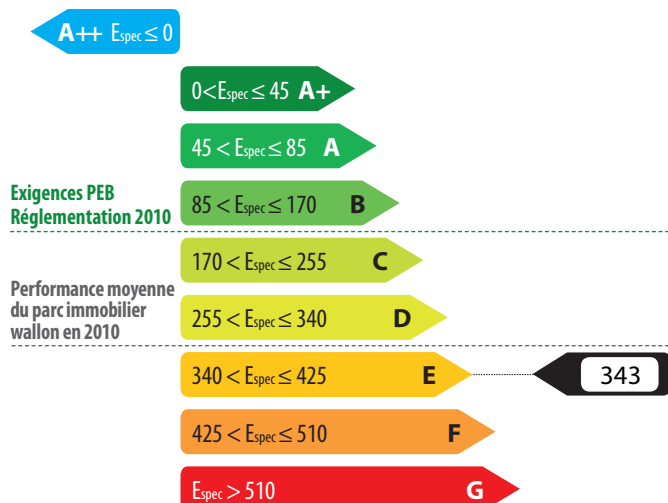 A++ Espec ≤ 0
0<Espec ≤ 45 A+
45 < Espec ≤ 85 A
Exigences PEB
Réglementation 2010
85 < Espec ≤ 170 B
170 < Espec ≤ 255 C
Performance moyenne
du parc immobilier
wallon en 2010
255 < Espec ≤ 340 D
340 < Espec ≤ 425 E 343
425 < Espec ≤ 510 F
Espec > 510 G